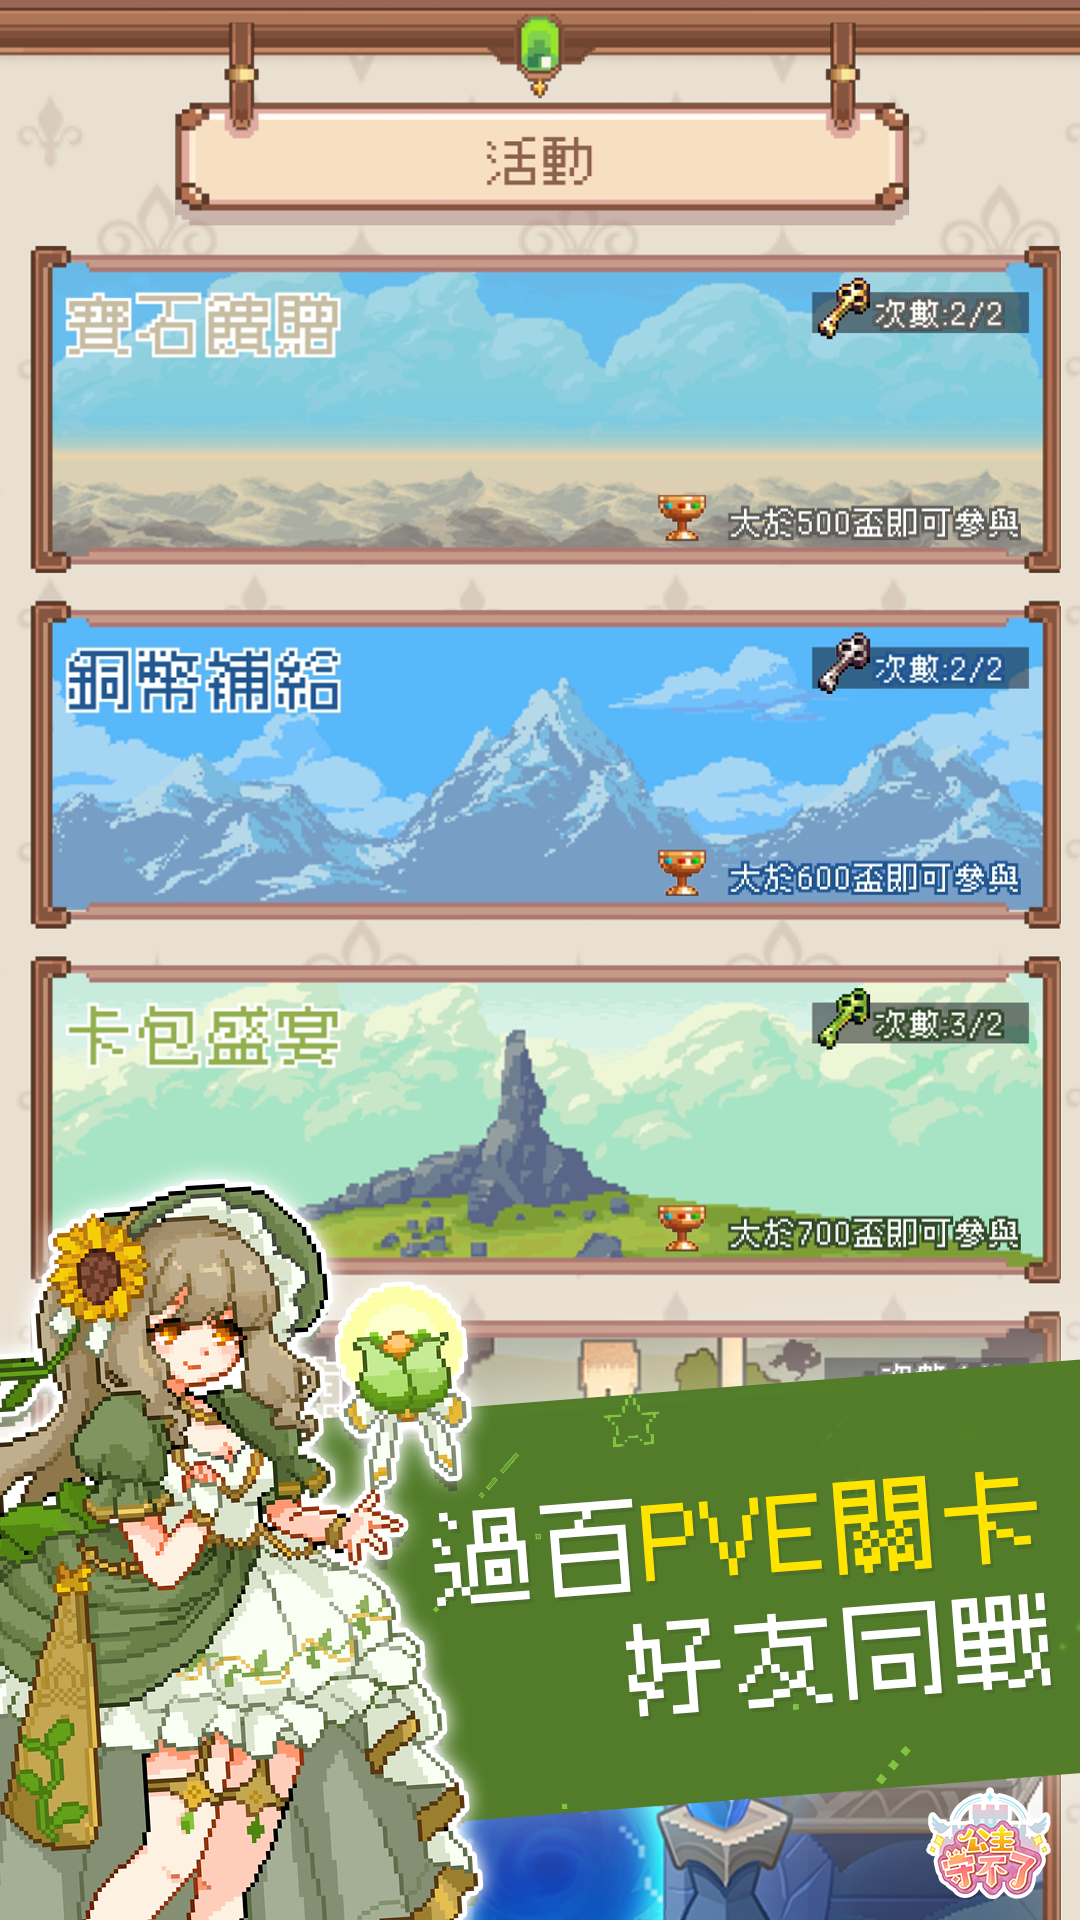 活動
寶石餽贈
次數:2/2
大於500盃即可參與
銅幣補給
次數:2/2
大於600盃即可參與
卡包盛宴
次數:3/2
大於700盃即可參與
過百PVE關卡
好友同戰
公主
守不了